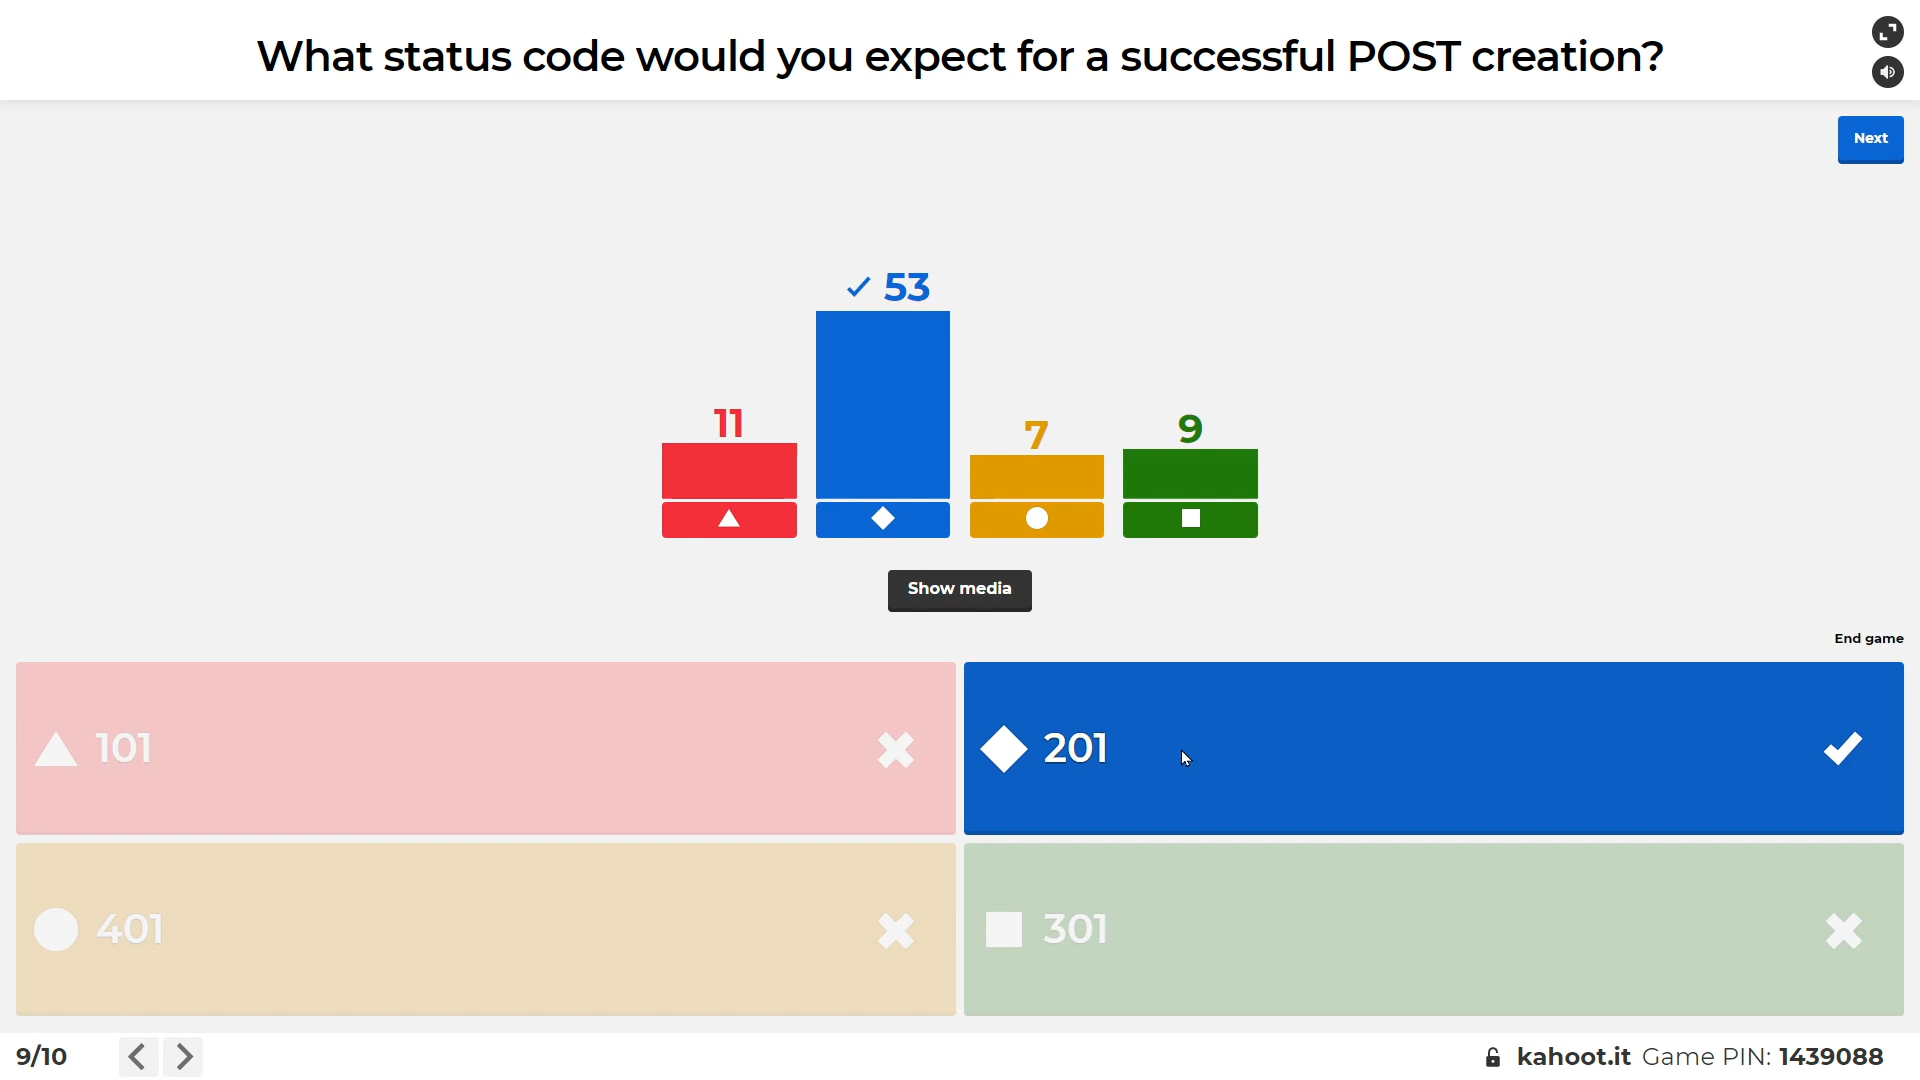 What status code would you expect for a successful POST creation?
Next
53
11
7
9
Show media
End game
101
201
401
301
9/10
kahoot.it Game PIN: 1439088